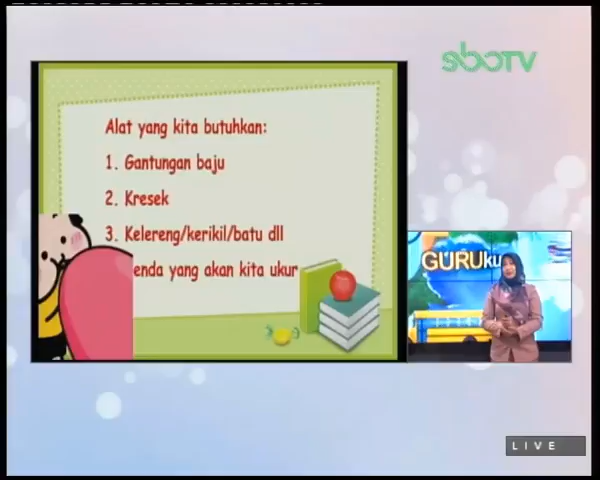 sboTV
Alat yang kita butuhkan:
1. Gantungan baju
2. Kresek
3. Kelereng/kerikil/batu dll
enda yang akan kita ukur
GURUku
LIVE